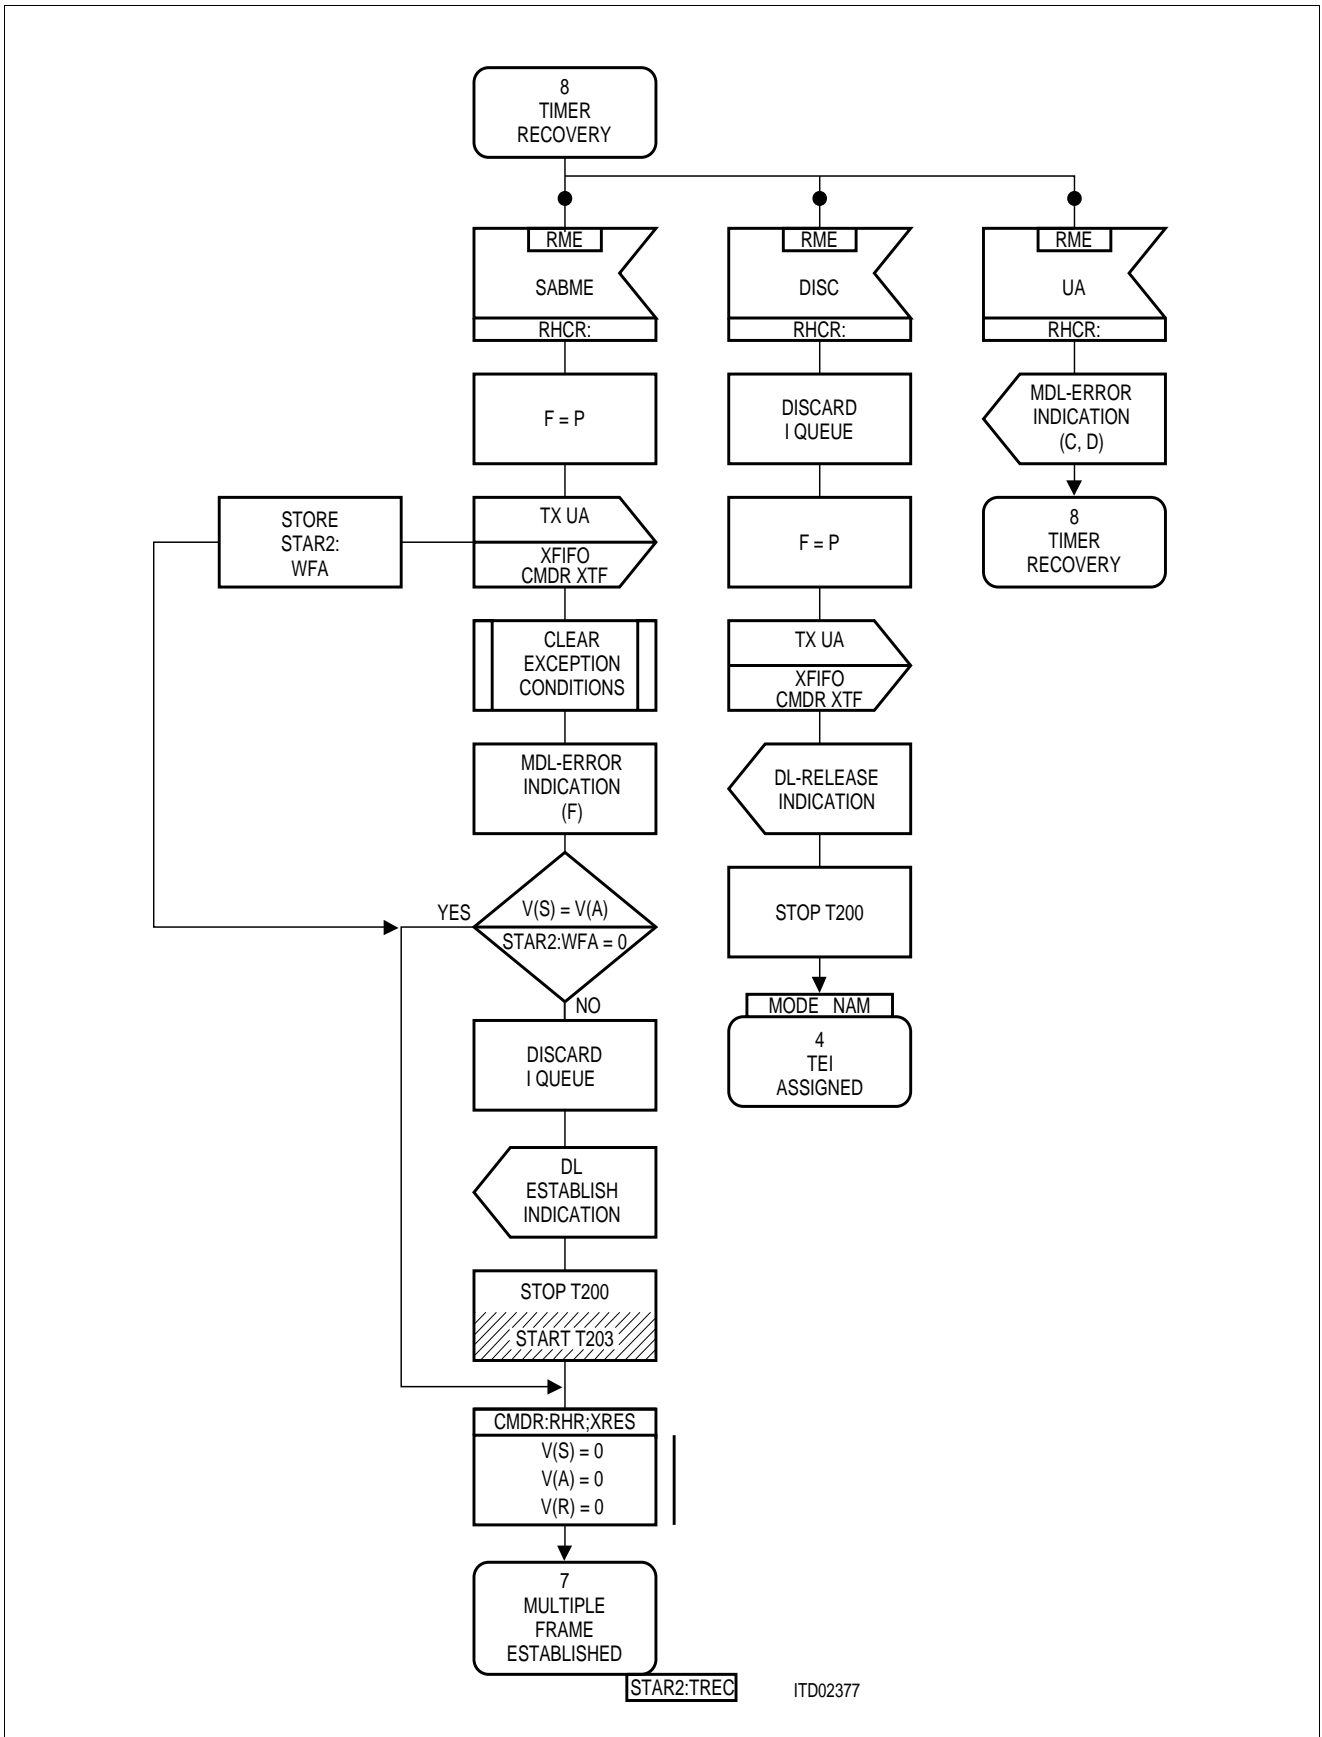 8
TIMER
RECOVERY
RME
SABME
RHCR:
F = P
TX UA
XFIFO
CMDR XTF
STORE
STAR2:
WFA
CLEAR
EXCEPTION
CONDITIONS
MDL-ERROR
INDICATION
(F)
V(S) = V(A)
STAR2:WFA = 0
YES
NO
DISCARD
I QUEUE
DL
ESTABLISH
INDICATION
STOP T200
START T203
CMDR:RHR;XRES
V(S) = 0
V(A) = 0
V(R) = 0
7
MULTIPLE
FRAME
ESTABLISHED
STAR2:TREC
RME
DISC
RHCR:
DISCARD
I QUEUE
F = P
TX UA
XFIFO
CMDR XTF
DL-RELEASE
INDICATION
STOP T200
MODE NAM
4
TEI
ASSIGNED
RME
UA
RHCR:
MDL-ERROR
INDICATION
(C, D)
8
TIMER
RECOVERY
ITD02377